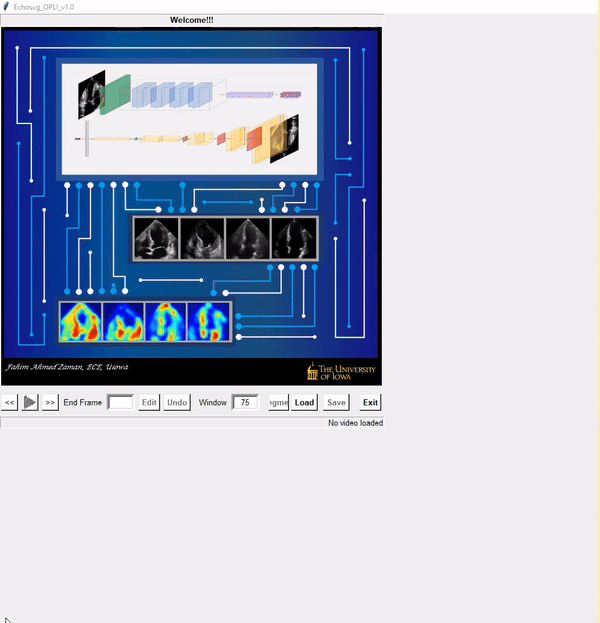 Echoseg_OPLI_v1.0
Welcome!!!
Fahim Ahmed Zaman, ECE, UIowa
THE UNIVERSITY
OF IOWA
<< >> End Frame Edit Undo Window 75 egme Load Save Exit
No video loaded